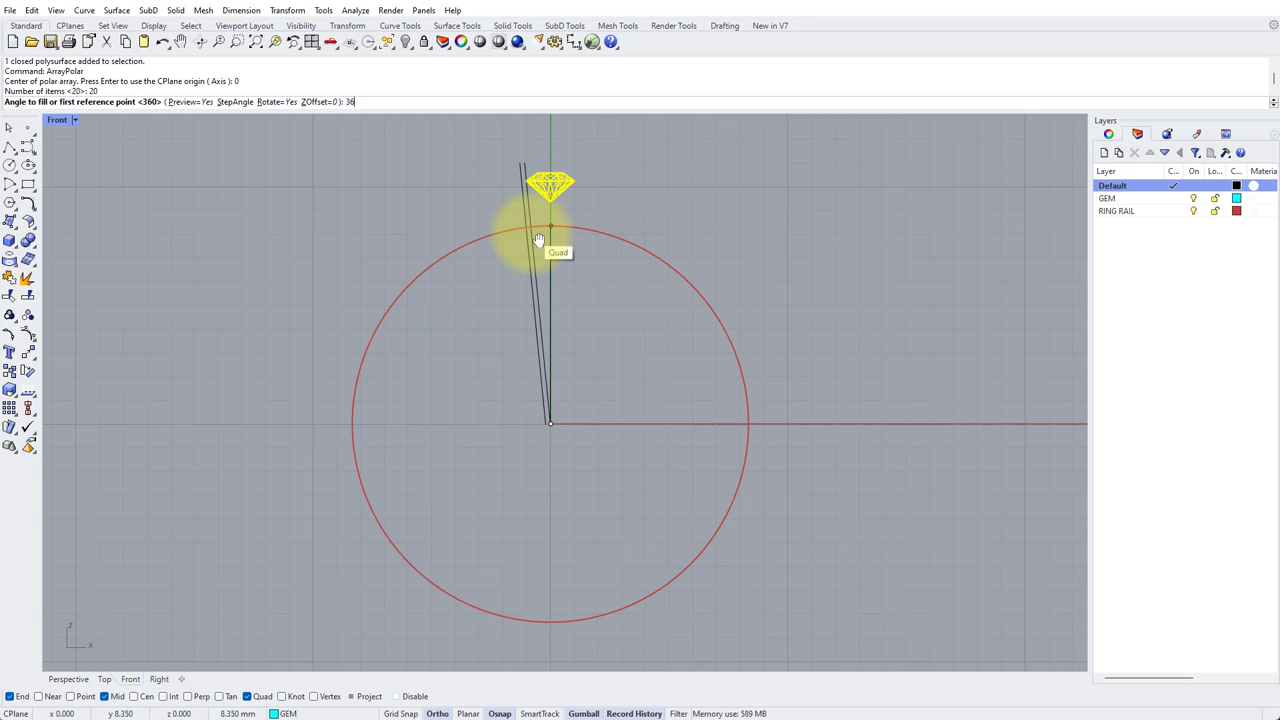 File Edit View Curve Surface SubD Solid Mesh Dimension Transform Tools Analyze Render Panels Help
Standard CPlanes Set View Display Select Viewport Layout Visibility Transform Curve Tools Surface Tools Solid Tools SubD Tools Mesh Tools Render Tools Drafting New in V7
1 closed polysurface added to selection.
Command: ArrayPolar
Center of polar array. Press Enter to use the CPlane origin ( Axis ): 0
Number of items <20>: 20
Angle to fill or first reference point <360> ( Preview=Yes StepAngle Rotate=Yes ZOffset=0 ): 36
Front
Layers
Layer C... On Lo... C... Materia
Default
GEM
RING RAIL
Quad
z
x
Perspective Top Front Right
End Near Point Mid Cen Int Perp Tan Quad Knot Vertex Project Disable
CPlane x 0.000 y 8.350 z 0.000 8.350 mm GEM Grid Snap Ortho Planar Osnap SmartTrack Gumball Record History Filter Memory use: 589 MB